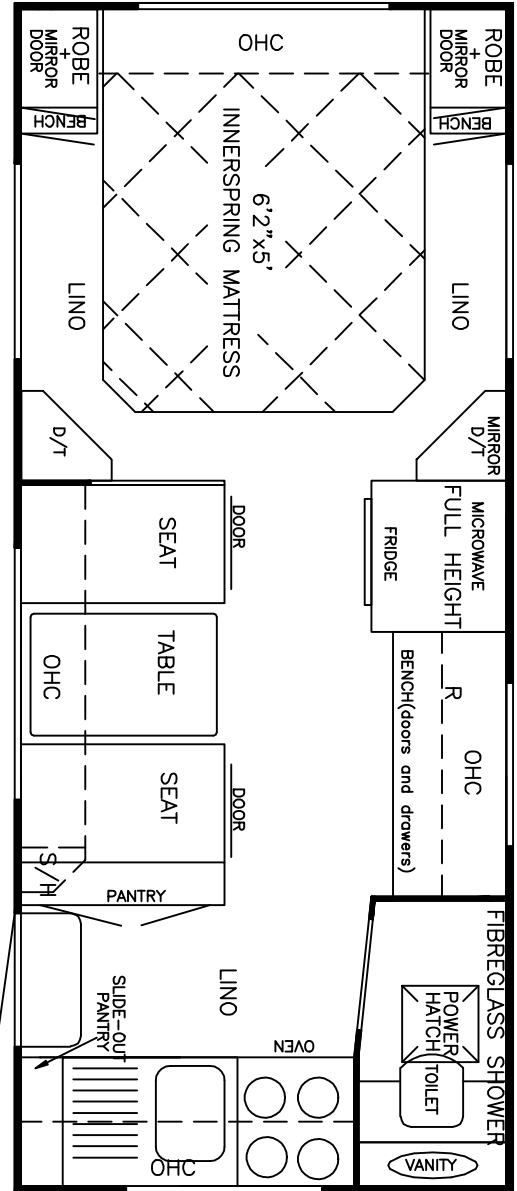 ROBE
+
MIRROR
DOOR
OHC
ROBE
+
MIRROR
DOOR
BENCH
BENCH
6'2"x5'
INNERSPRING MATTRESS
LINO
LINO
D/T
MIRROR
D/T
SEAT
DOOR
MICROWAVE
FULL HEIGHT
FRIDGE
TABLE
OHC
BENCH(doors and drawers)
R
OHC
SEAT
DOOR
S/H
PANTRY
FIBREGLASS SHOWER
POWER
HATCH
TOILET
VANITY
LINO
SLIDE-OUT
PANTRY
OVEN
OHC